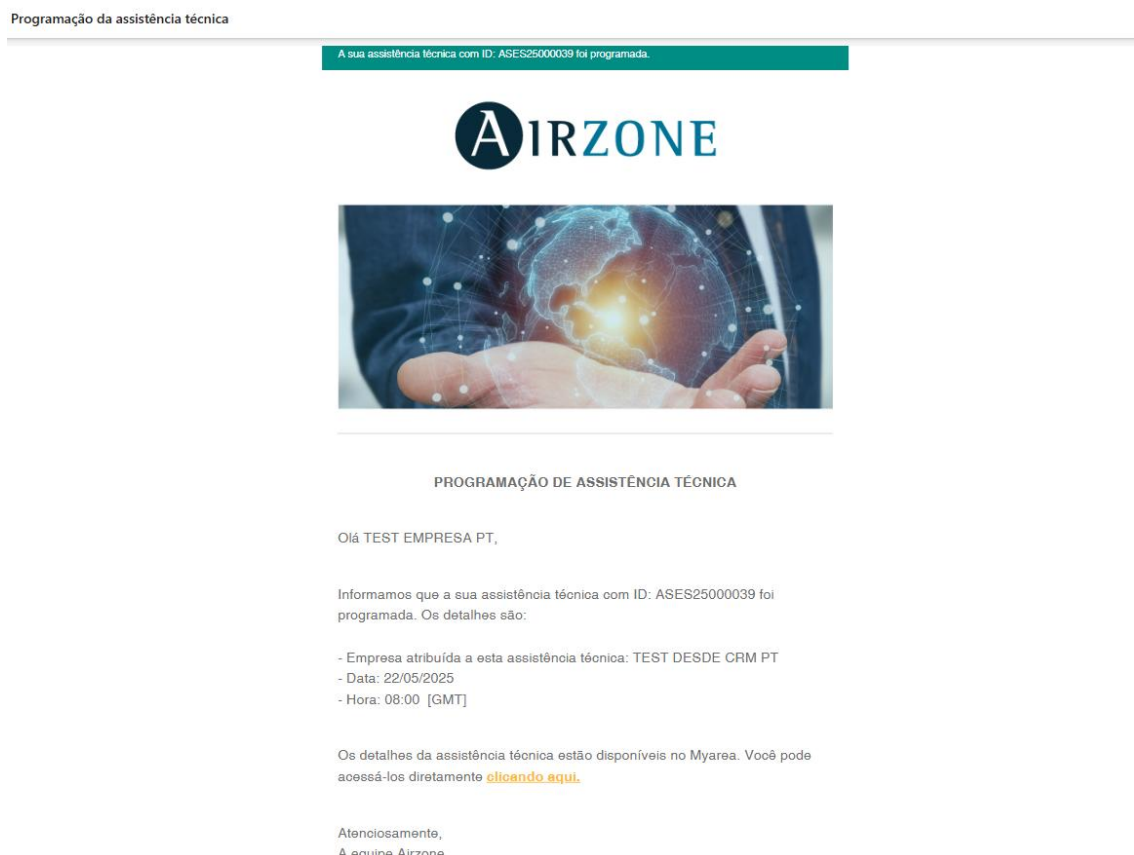 Programação da assistência técnica
A sua assistência técnica com ID: ASES25000039 foi programada.
AIRZONE
PROGRAMAÇÃO DE ASSISTÊNCIA TÉCNICA
Olá TEST EMPRESA PT,
Informamos que a sua assistência técnica com ID: ASES25000039 foi
programada. Os detalhes são:
- Empresa atribuída a esta assistência técnica: TEST DESDE CRM PT
- Data: 22/05/2025
- Hora: 08:00 [GMT]
Os detalhes da assistência técnica estão disponíveis no Myarea. Você pode
acessá-los diretamente clicando aqui.
Atenciosamente,
A equipe Airzone